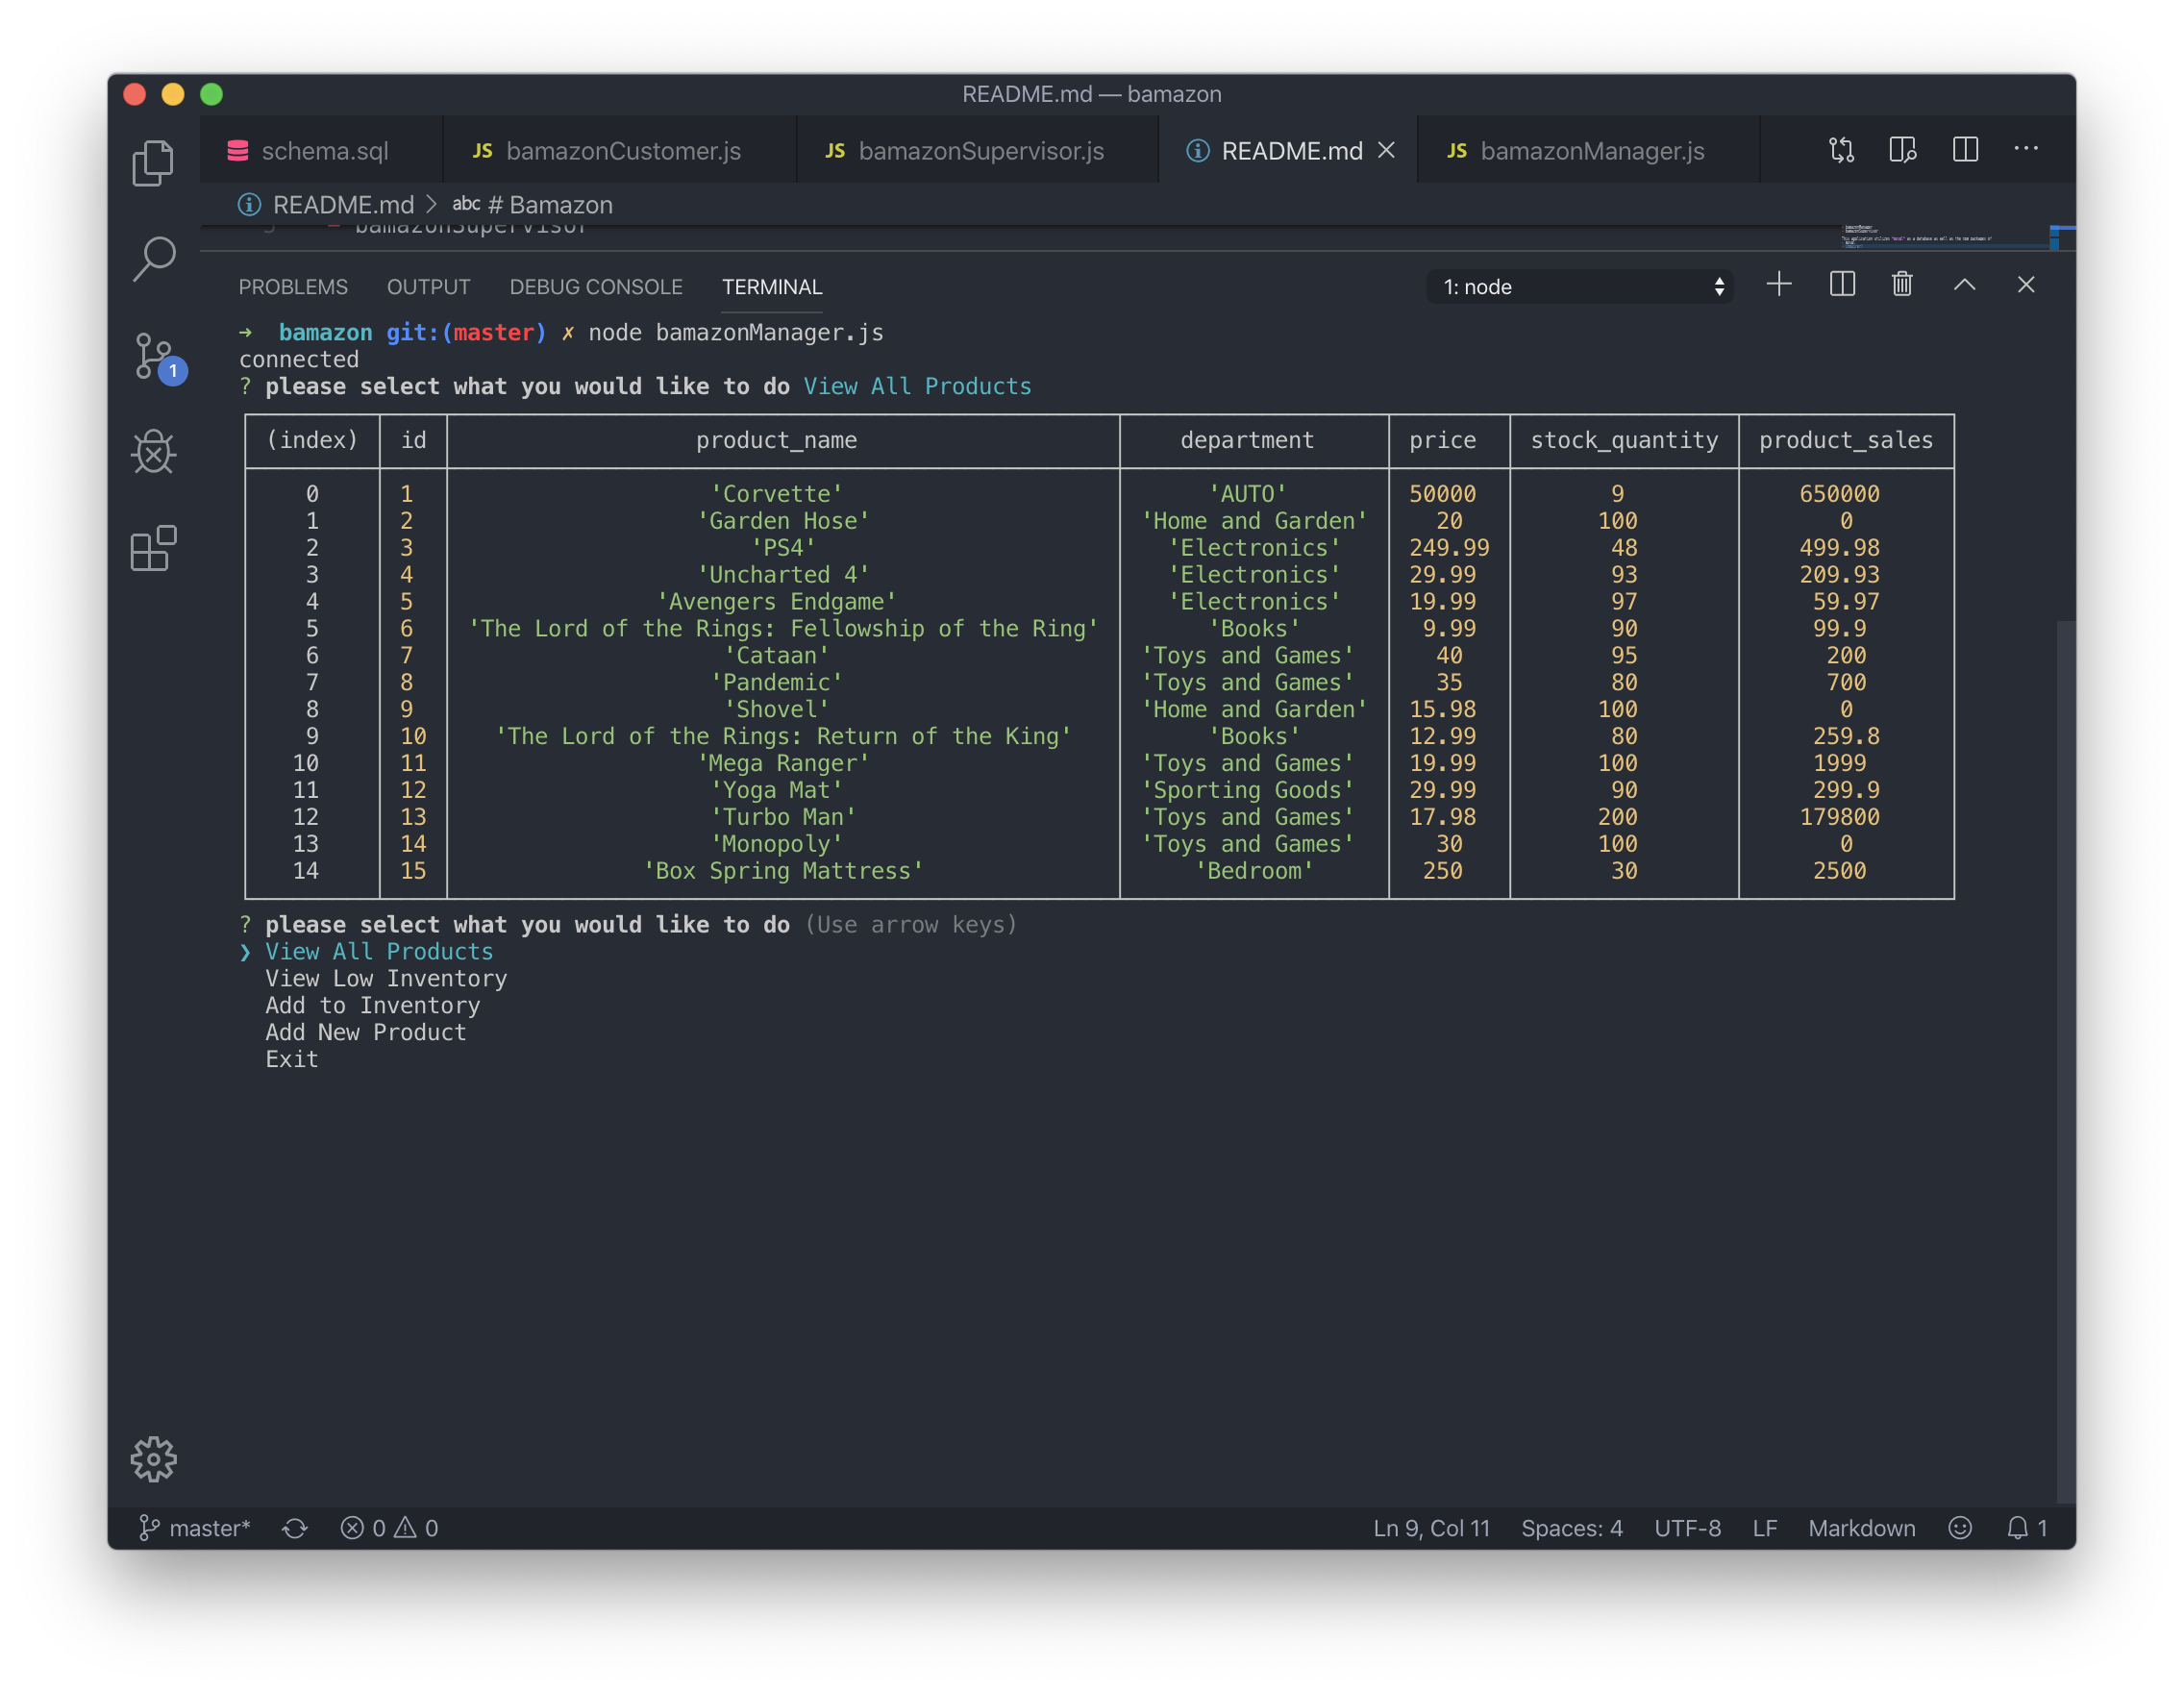 README.md — bamazon
schema.sql JS bamazonCustomer.js JS bamazonSupervisor.js README.md JS bamazonManager.js
README.md > abc # Bamazon
5 - bamazonSupervisor
PROBLEMS OUTPUT DEBUG CONSOLE TERMINAL 1: node
→ bamazon git:(master) ✗ node bamazonManager.js
connected
1
? please select what you would like to do View All Products
(index) id product_name department price stock_quantity product_sales
0 1 'Corvette' 'AUTO' 50000 9 650000
1 2 'Garden Hose' 'Home and Garden' 20 100 0
2 3 'PS4' 'Electronics' 249.99 48 499.98
3 4 'Uncharted 4' 'Electronics' 29.99 93 209.93
4 5 'Avengers Endgame' 'Electronics' 19.99 97 59.97
5 6 'The Lord of the Rings: Fellowship of the Ring' 'Books' 9.99 90 99.9
6 7 'Cataan' 'Toys and Games' 40 95 200
7 8 'Pandemic' 'Toys and Games' 35 80 700
8 9 'Shovel' 'Home and Garden' 15.98 100 0
9 10 'The Lord of the Rings: Return of the King' 'Books' 12.99 80 259.8
10 11 'Mega Ranger' 'Toys and Games' 19.99 100 1999
11 12 'Yoga Mat' 'Sporting Goods' 29.99 90 299.9
12 13 'Turbo Man' 'Toys and Games' 17.98 200 179800
13 14 'Monopoly' 'Toys and Games' 30 100 0
14 15 'Box Spring Mattress' 'Bedroom' 250 30 2500
? please select what you would like to do (Use arrow keys)
❯ View All Products
View Low Inventory
Add to Inventory
Add New Product
Exit
master* 0 0 Ln 9, Col 11 Spaces: 4 UTF-8 LF Markdown 1